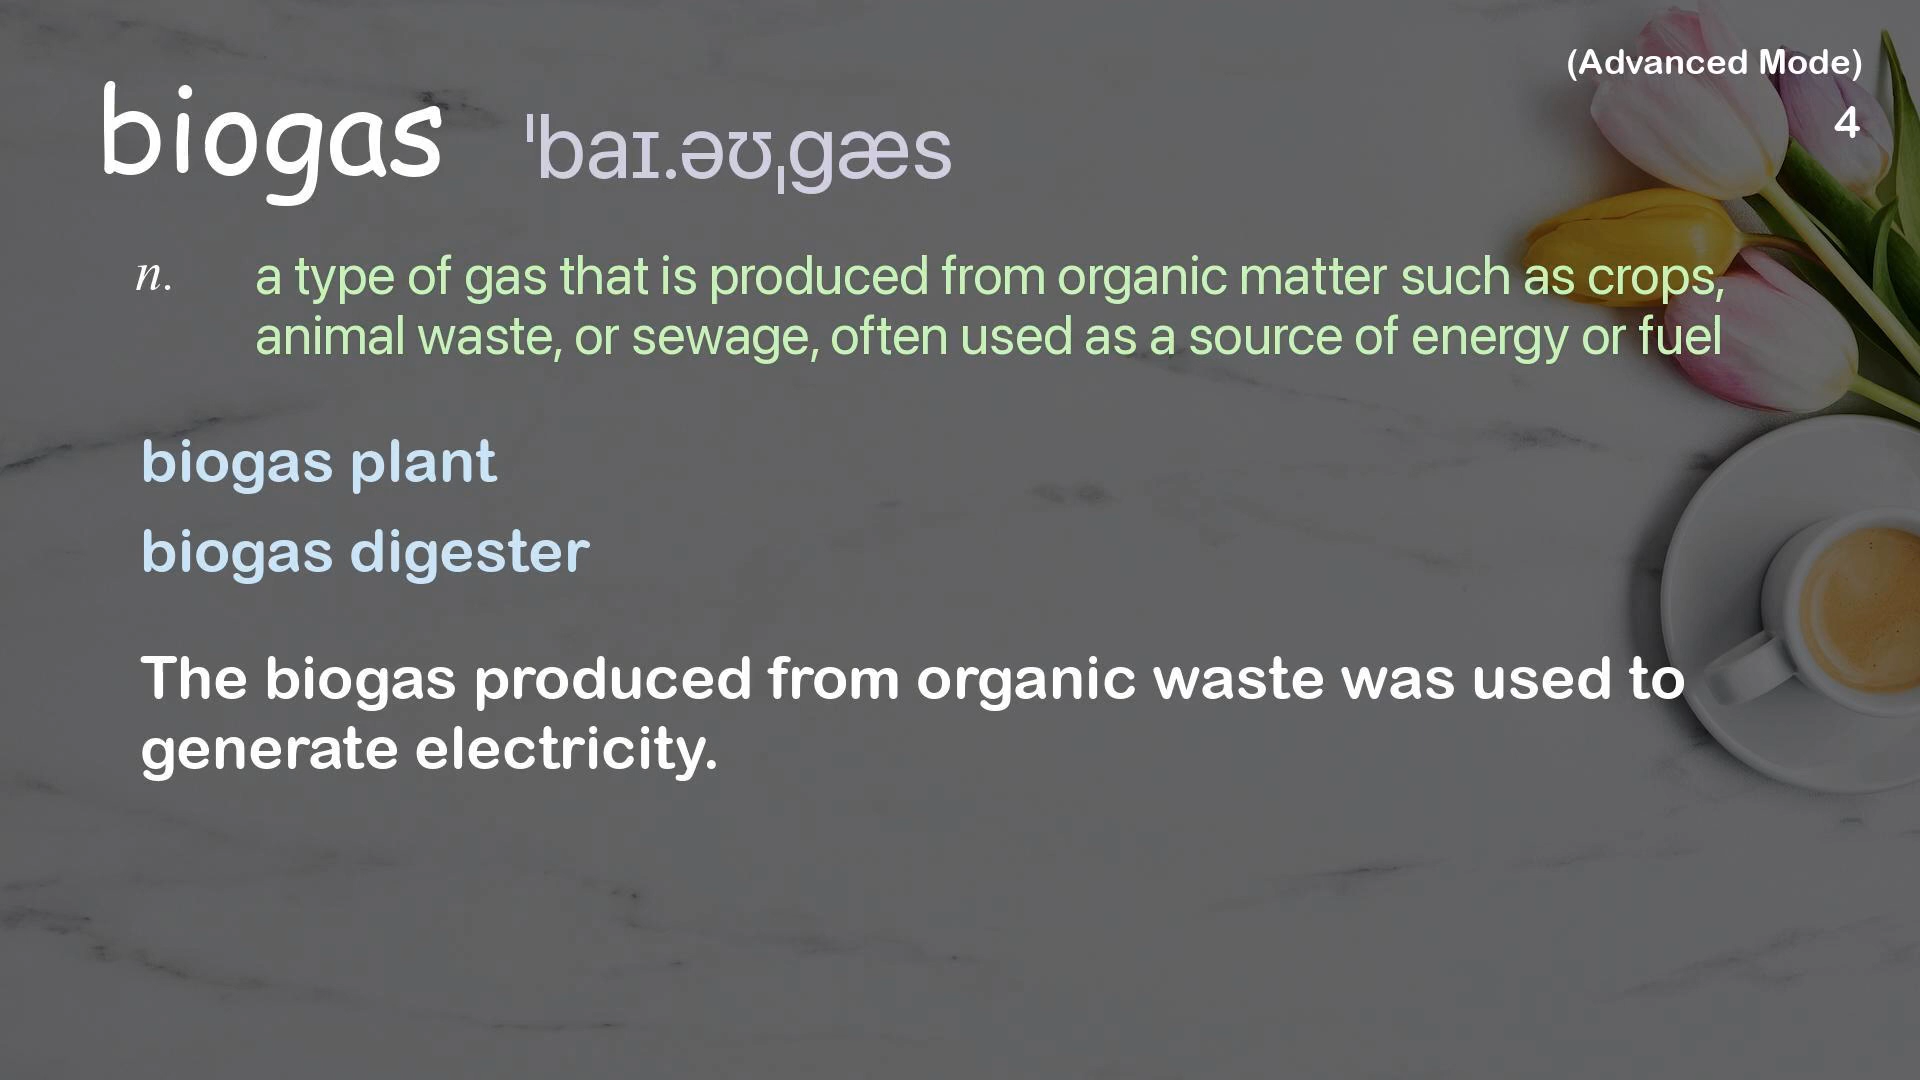 (Advanced Mode)
4
biogas ˈbaɪ.əʊˌɡæs
n. a type of gas that is produced from organic matter such as crops,
animal waste, or sewage, often used as a source of energy or fuel
biogas plant
biogas digester
The biogas produced from organic waste was used to
generate electricity.